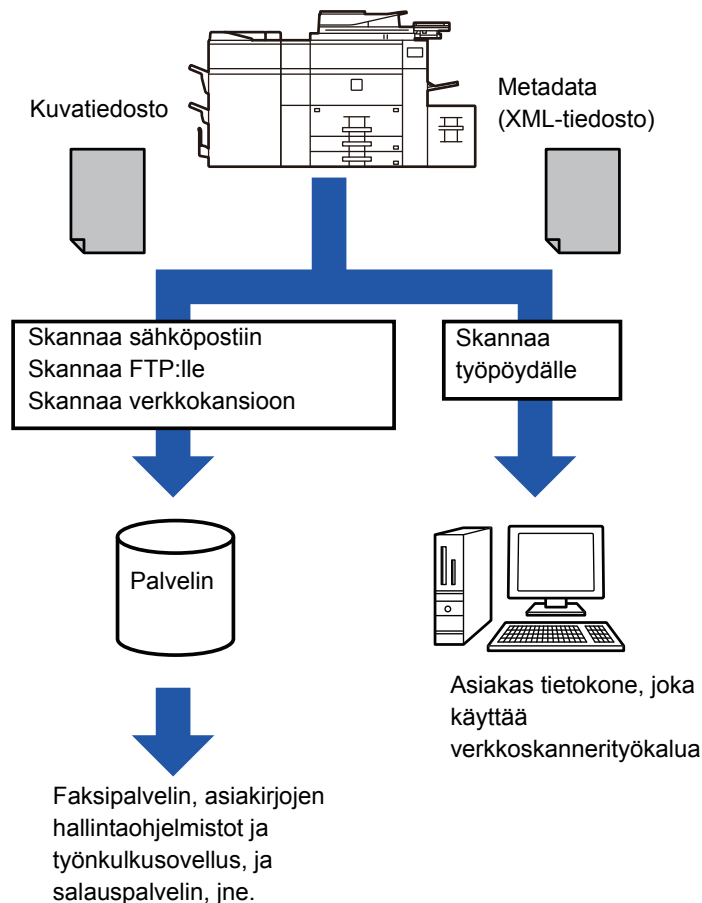 Kuvatiedosto
Metadata
(XML-tiedosto)
Skannaa sähköpostiin
Skannaa FTP:lle
Skannaa verkkokansioon
Skannaa
työpöydälle
Palvelin
Asiakas tietokone, joka
käyttää
verkkoskannerityökalua
Faksipalvelin, asiakirjojen
hallintaohjelmistot ja
työnkulkusovellus, ja
salauspalvelin, jne.